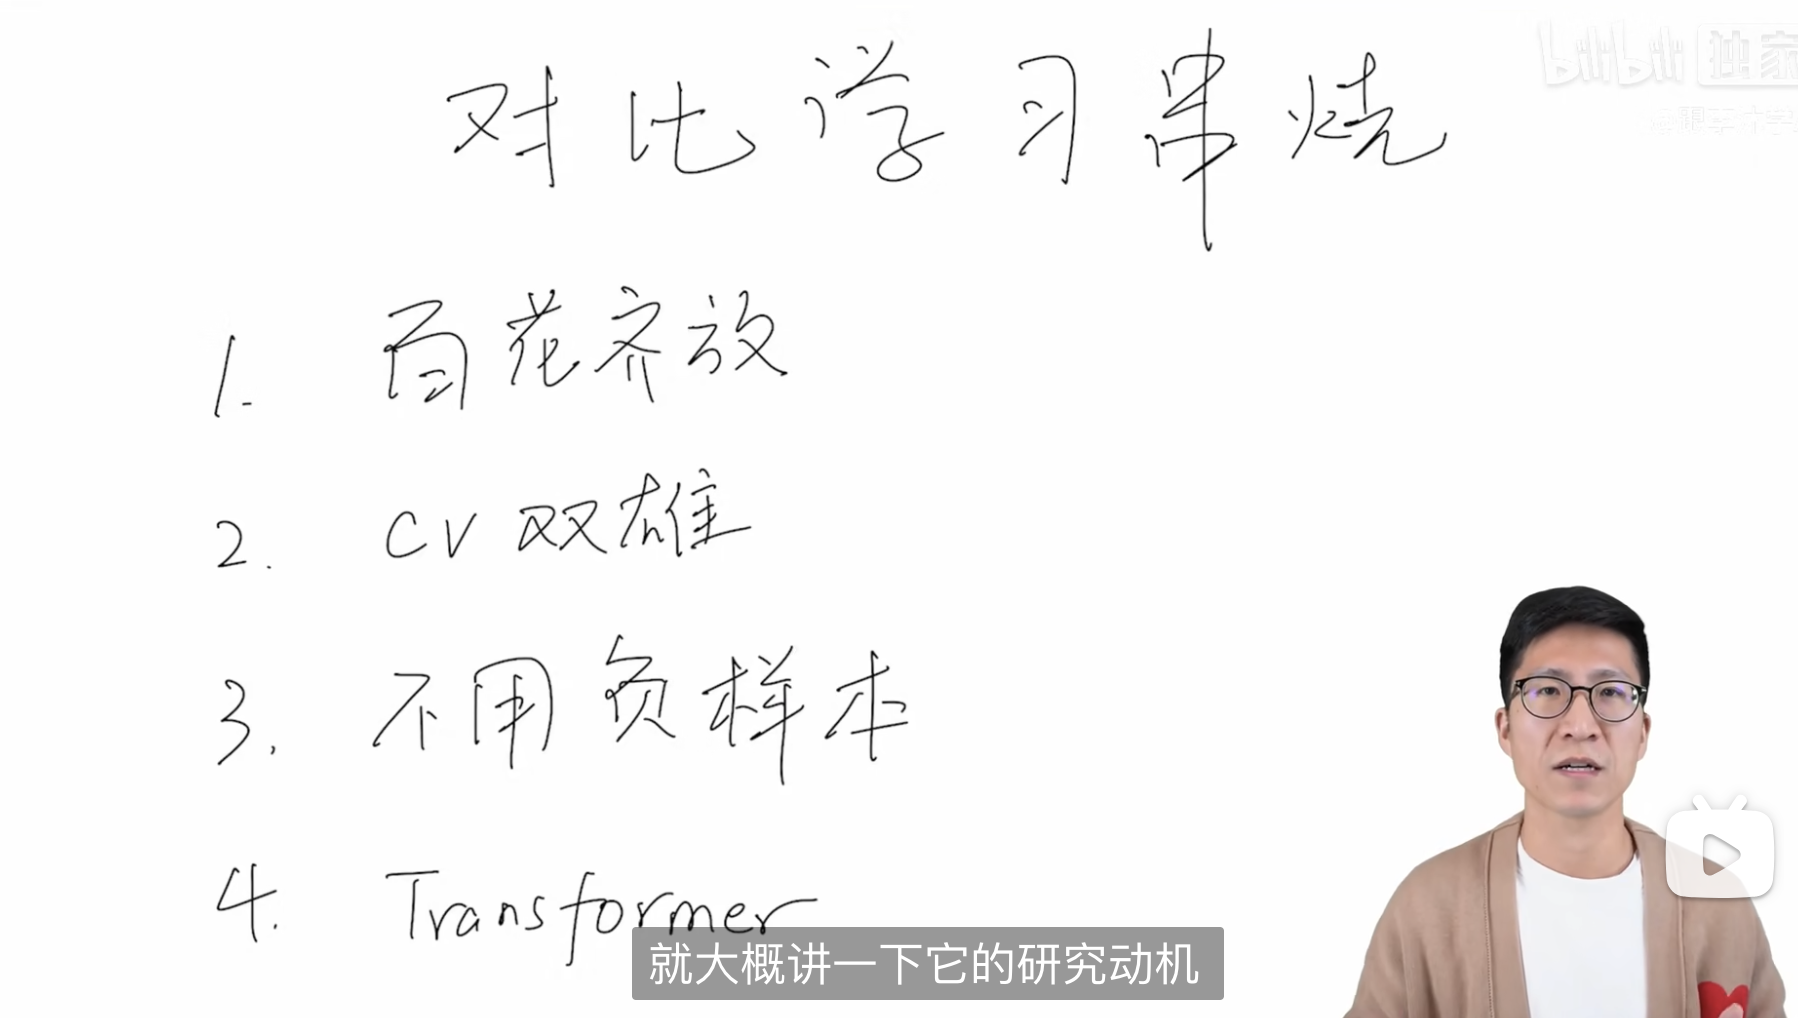 bilibili 独家
对比学习串烧
1. 百花齐放
2. CV 双雄
3. 不用负样本
4. Transformer
就大概讲一下它的研究动机